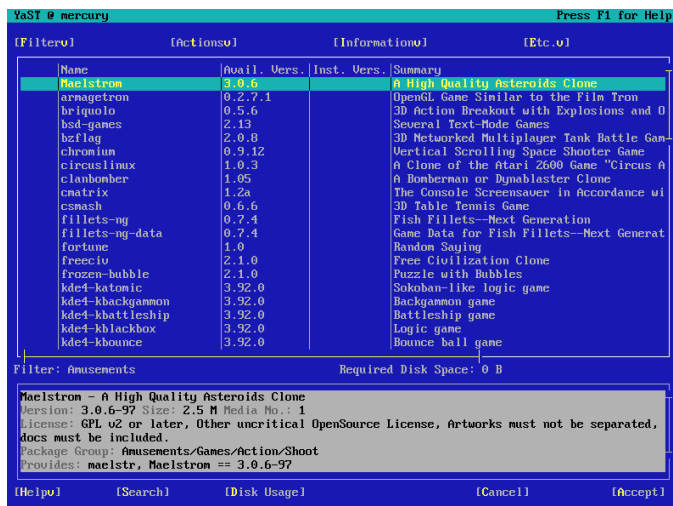 YaST @ mercury Press F1 for Help
[Filter↓] [Actions↓] [Information↓] [Etc.↓]
Name |Avail. Vers.|Inst. Vers.|Summary
Maelstrom 3.0.6 A High Quality Asteroids Clone
armagetron 0.2.7.1 OpenGL Game Similar to the Film Tron
briquolo 0.5.6 3D Action Breakout with Explosions and O
bsd-games 2.13 Several Text-Mode Games
bzflag 2.0.8 3D Networked Multiplayer Tank Battle Gam
chromium 0.9.12 Vertical Scrolling Space Shooter Game
circuslinux 1.0.3 A Clone of the Atari 2600 Game "Circus A
clanbomber 1.05 A Bomberman or Dynablaster Clone
cmatrix 1.2a The Console Screensaver in Accordance wi
csmash 0.6.6 3D Table Tennis Game
fillets-ng 0.7.4 Fish Fillets--Next Generation
fillets-ng-data 0.7.4 Game Data for Fish Fillets--Next Generat
fortune 1.0 Random Saying
freeciv 2.1.0 Free Civilization Clone
frozen-bubble 2.1.0 Puzzle with Bubbles
kde4-katomic 3.92.0 Sokoban-like logic game
kde4-kbackgammon 3.92.0 Backgammon game
kde4-kbattleship 3.92.0 Battleship game
kde4-kblackbox 3.92.0 Logic game
kde4-kbounce 3.92.0 Bounce ball game
Filter: Amusements Required Disk Space: 0 B
Maelstrom - A High Quality Asteroids Clone
Version: 3.0.6-97 Size: 2.5 M Media No.: 1
License: GPL v2 or later, Other uncritical OpenSource License, Artworks must not be separated,
docs must be included.
Package Group: Amusements/Games/Action/Shoot
Provides: maelstr, Maelstrom == 3.0.6-97
[Help↓] [Search] [Disk Usage] [Cancel] [Accept]